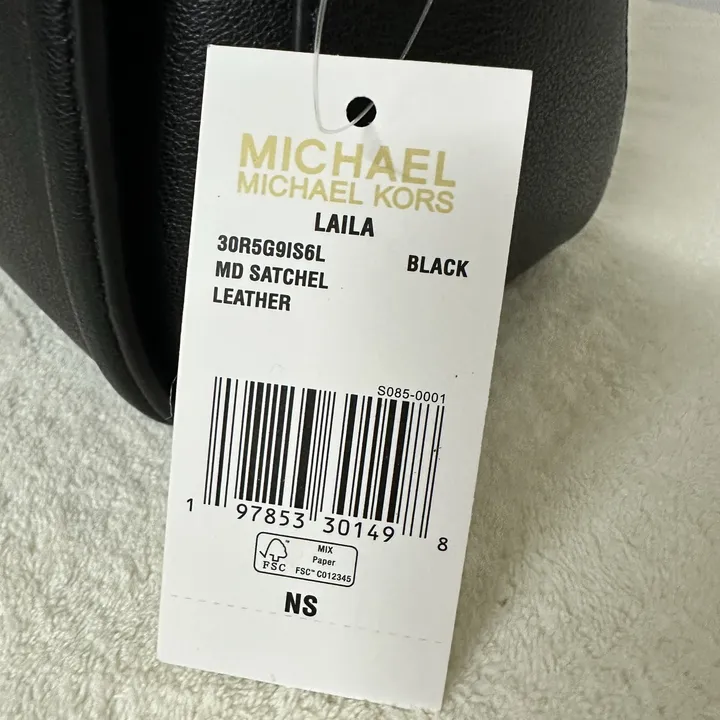 MICHAEL
MICHAEL KORS
LAILA
30R5G9IS6L
BLACK
MD SATCHEL
LEATHER
S085-0001
1 97853 30149 8
FSC™
MIX
Paper
FSC™ C012345
NS